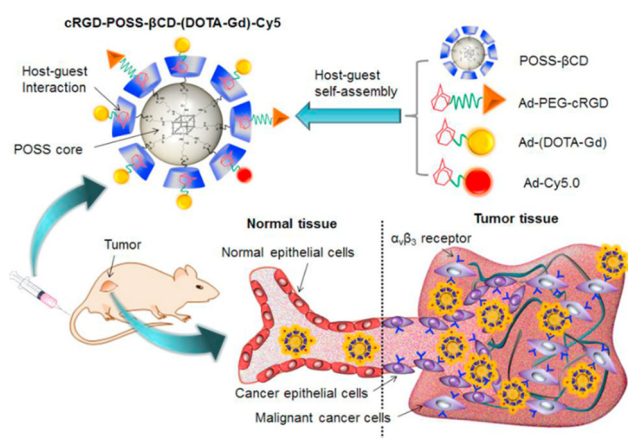 cRGD-POSS-βCD-(DOTA-Gd)-Cy5
Host-guest
Interaction
POSS core
Host-guest
self-assembly
POSS-βCD
Ad-PEG-cRGD
Ad-(DOTA-Gd)
Ad-Cy5.0
Tumor
Normal tissue
Normal epithelial cells
Cancer epithelial cells
Malignant cancer cells
Tumor tissue
αvβ3 receptor